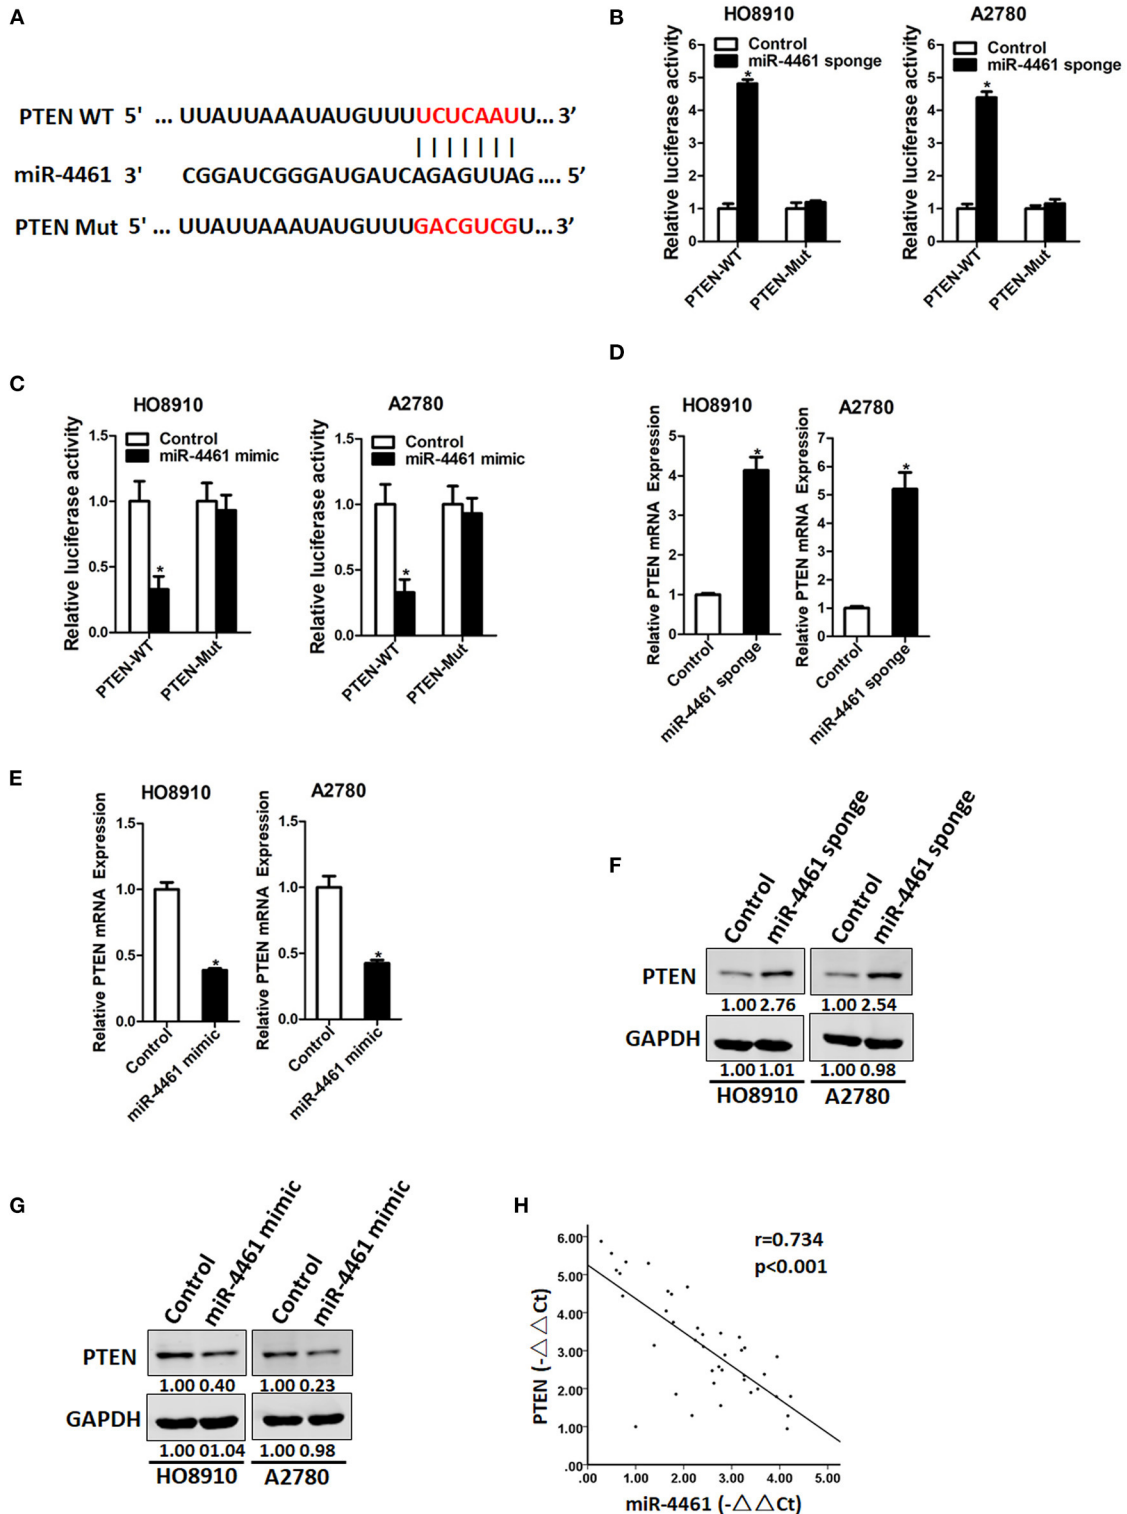 A
PTEN WT 5' ... UUAUUAAAUAUGUUUUCUCAAUU... 3’
miR-4461 3' CGGAUCGGGAUGAUCAGAGUUAG .... 5’
PTEN Mut 5' ... UUAUUAAAUAUGUUUGACGUCGU... 3’
B
HO8910
Relative luciferase activity
6
5
4
3
2
1
0
Control
miR-4461 sponge
*
PTEN-WT
PTEN-Mut
A2780
Relative luciferase activity
6
5
4
3
2
1
0
Control
miR-4461 sponge
*
PTEN-WT
PTEN-Mut
C
HO8910
Relative luciferase activity
1.5
1.0
0.5
0.0
Control
miR-4461 mimic
*
PTEN-WT
PTEN-Mut
A2780
Relative luciferase activity
1.5
1.0
0.5
0.0
Control
miR-4461 mimic
*
PTEN-WT
PTEN-Mut
D
HO8910
Relative PTEN mRNA Expression
5
4
3
2
1
0
*
Control
miR-4461 sponge
A2780
Relative PTEN mRNA Expression
7
6
5
4
3
2
1
0
*
Control
miR-4461 sponge
E
HO8910
Relative PTEN mRNA Expression
1.5
1.0
0.5
0.0
*
Control
miR-4461 mimic
A2780
Relative PTEN mRNA Expression
1.5
1.0
0.5
0.0
*
Control
miR-4461 mimic
F
Control
miR-4461 sponge
Control
miR-4461 sponge
PTEN
1.00 2.76 1.00 2.54
GAPDH
1.00 1.01 1.00 0.98
HO8910 A2780
G
Control
miR-4461 mimic
Control
miR-4461 mimic
PTEN
1.00 0.40 1.00 0.23
GAPDH
1.00 01.04 1.00 0.98
HO8910 A2780
H
r=0.734
p<0.001
PTEN (-△△Ct)
6.00
5.00
4.00
3.00
2.00
1.00
.00
.00 1.00 2.00 3.00 4.00 5.00
miR-4461 (-△△Ct)